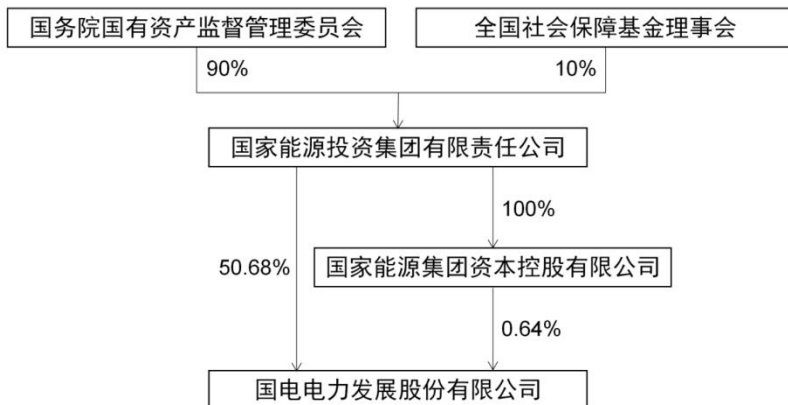 国务院国有资产监督管理委员会
全国社会保障基金理事会
90%
10%
国家能源投资集团有限责任公司
100%
50.68%
国家能源集团资本控股有限公司
0.64%
国电电力发展股份有限公司